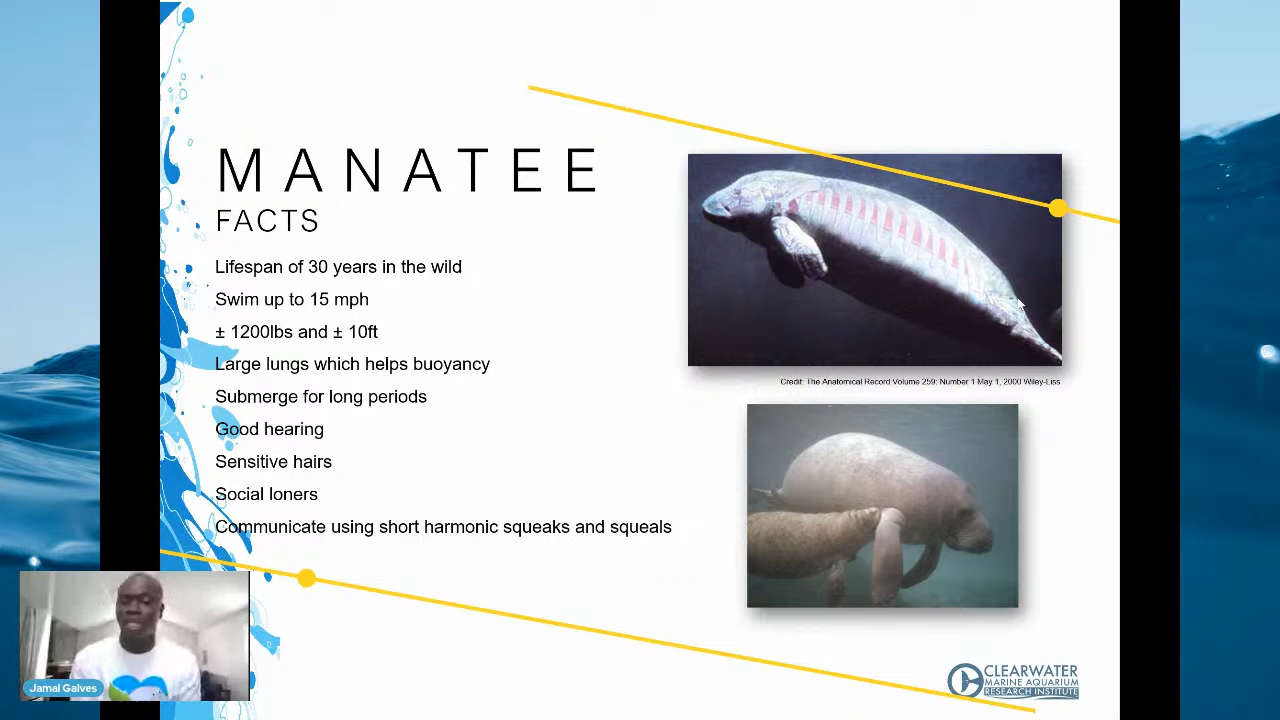 MANATEE
FACTS
Lifespan of 30 years in the wild
Swim up to 15 mph
± 1200lbs and ± 10ft
Large lungs which helps buoyancy
Submerge for long periods
Good hearing
Sensitive hairs
Social loners
Communicate using short harmonic squeaks and squeals
Credit: The Anatomical Record Volume 259: Number 1 May 1, 2000 Wiley-Liss
Jamal Galves
CLEARWATER
MARINE AQUARIUM
RESEARCH INSTITUTE